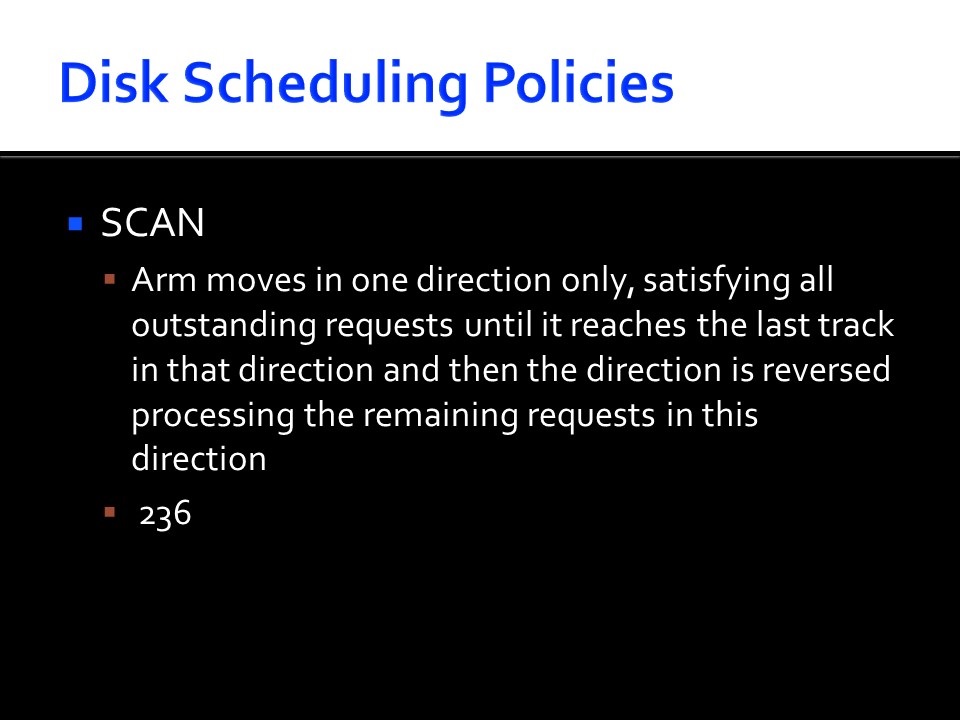 Disk Scheduling Policies
SCAN
Arm moves in one direction only, satisfying all
outstanding requests until it reaches the last track
in that direction and then the direction is reversed
processing the remaining requests in this
direction
236